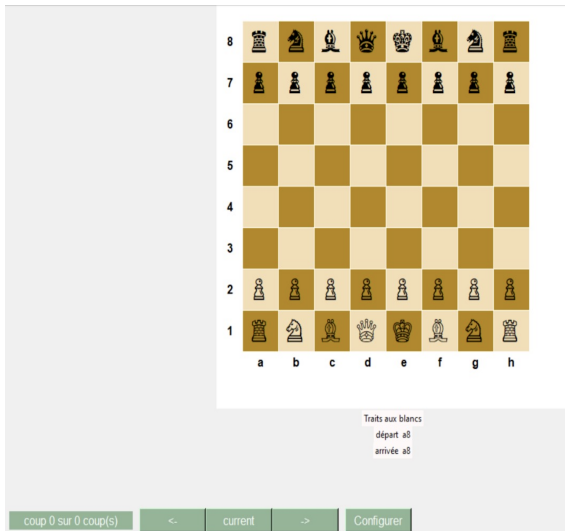 8
7
6
5
4
3
2
1
a b c d e f g h
Traits aux blancs
départ a8
arrivée a8
coup 0 sur 0 coup(s) <- current -> Configurer